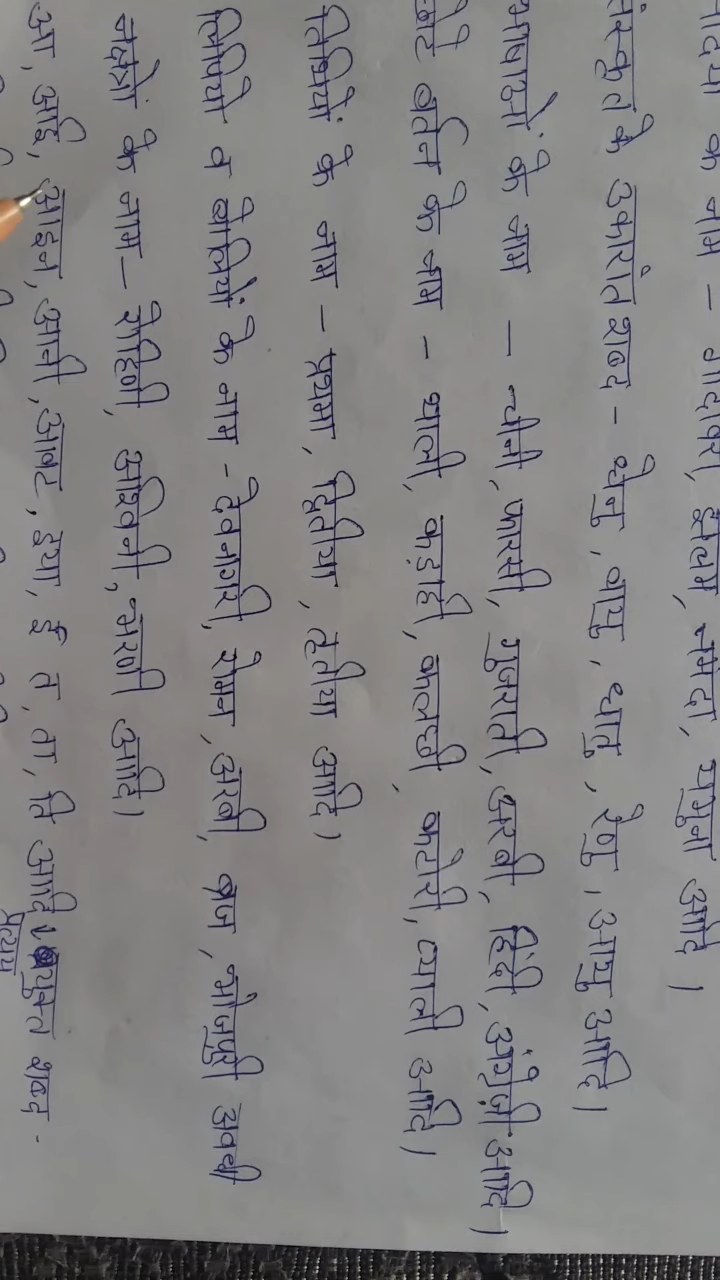 नदियों के नाम – गोदावरी, झेलम, नर्मदा, यमुना आदि।
संस्कृत के उकारांत शब्द - धेनु, वायु, धातु, रेणु, आयु आदि।
भाषाओं के नाम – चीनी, फारसी, गुजराती, अरबी, हिंदी, अंग्रेज़ी आदि।
छोटे बर्तन के नाम - थाली, कड़ाही, कलछी, कटोरी, प्याली आदि।
तिथियों के नाम - प्रथमा, द्वितीया, तृतीया आदि।
लिपियों व बोलियों के नाम - देवनागरी, रोमन, अरबी, ब्रज, भोजपुरी अवधी
नक्षत्रों के नाम – रोहिणी, अश्विनी, भरणी आदि।
आ, आई, आइन, आनी, आवट, इया, ई त, ता, ति आदि प्रत्यय युक्त शब्द -